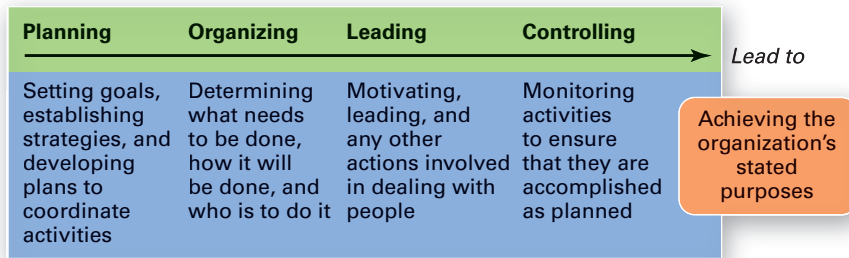 Planning
Organizing
Leading
Controlling
Lead to
Setting goals,
establishing
strategies, and
developing
plans to
coordinate
activities
Determining
what needs
to be done,
how it will
be done, and
who is to do it
Motivating,
leading, and
any other
actions involved
in dealing with
people
Monitoring
activities
to ensure
that they are
accomplished
as planned
Achieving the
organization's
stated
purposes